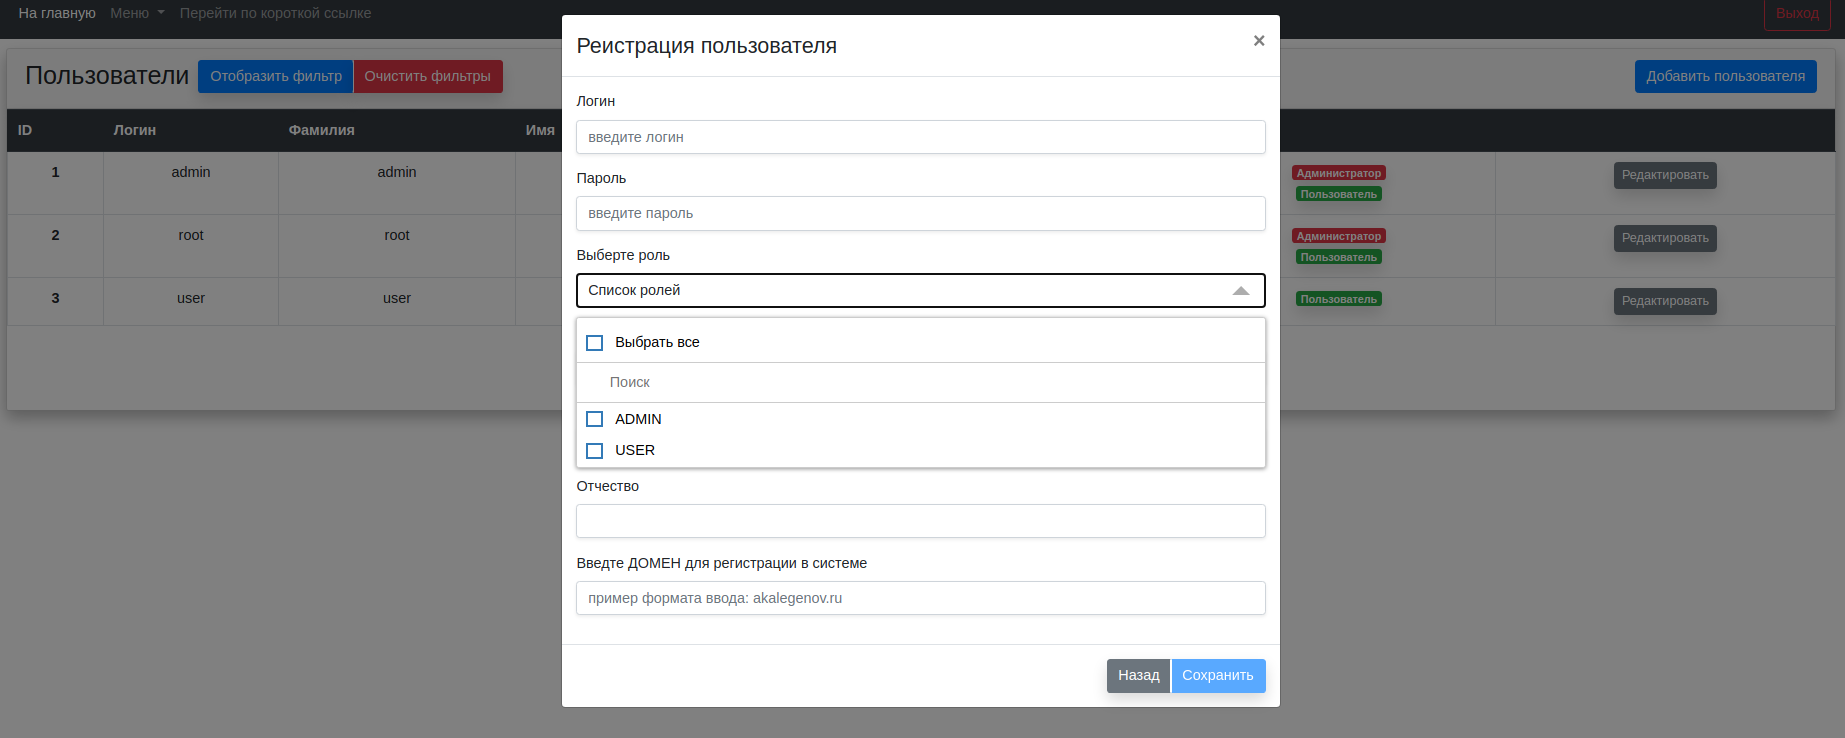 На главную Меню Перейти по короткой ссылке Выход
Пользователи Отобразить фильтр Очистить фильтры Добавить пользователя
ID Логин Фамилия Имя
1 admin admin Администратор Пользователь Редактировать
2 root root Администратор Пользователь Редактировать
3 user user Пользователь Редактировать
Реистрация пользователя ×
Логин
введите логин
Пароль
введите пароль
Выберте роль
Список ролей
Выбрать все
Поиск
ADMIN
USER
Отчество
Введте ДОМЕН для регистрации в системе
пример формата ввода: akalegenov.ru
Назад Сохранить